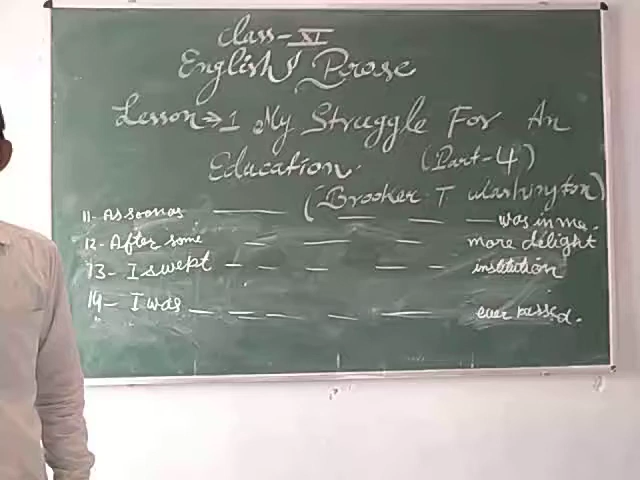 Class-XI
English Prose
Lesson → 1 My Struggle For An
Education. (Part-4)
(Brooker T. Washington)
11- As soon as — — — — was in me.
12- After some — — — more delight
13- I swept — — — — — institution
14- I was — — — — — ever passed.